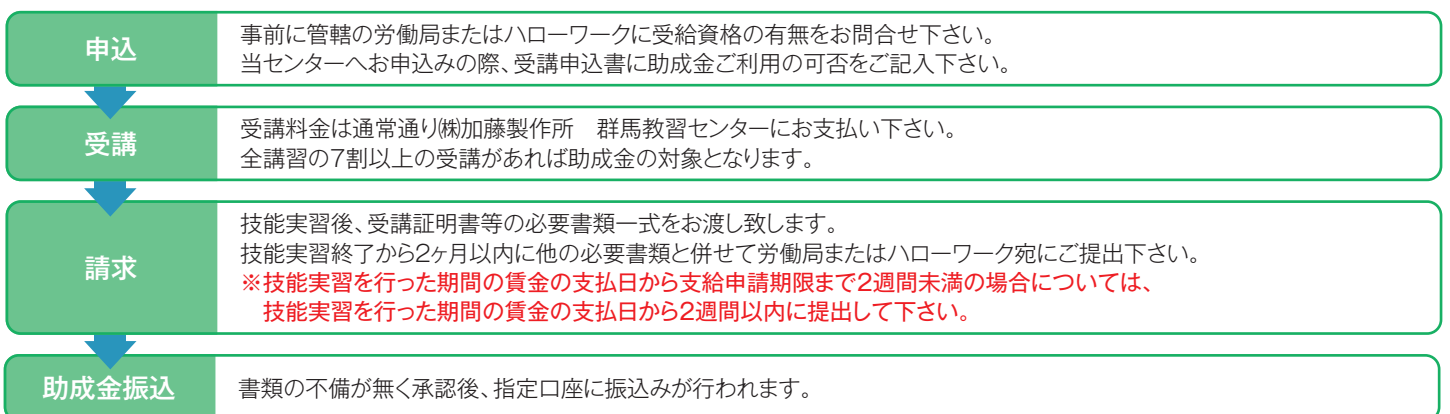 申込
事前に管轄の労働局またはハローワークに受給資格の有無をお問合せ下さい。
当センターへお申込みの際、受講申込書に助成金ご利用の可否をご記入下さい。
受講
受講料金は通常通り㈱加藤製作所　群馬教習センターにお支払い下さい。
全講習の7割以上の受講があれば助成金の対象となります。
請求
技能実習後、受講証明書等の必要書類一式をお渡し致します。
技能実習終了から2ヶ月以内に他の必要書類と併せて労働局またはハローワーク宛にご提出下さい。
※技能実習を行った期間の賃金の支払日から支給申請期限まで2週間未満の場合については、
技能実習を行った期間の賃金の支払日から2週間以内に提出して下さい。
助成金振込
書類の不備が無く承認後、指定口座に振込みが行われます。